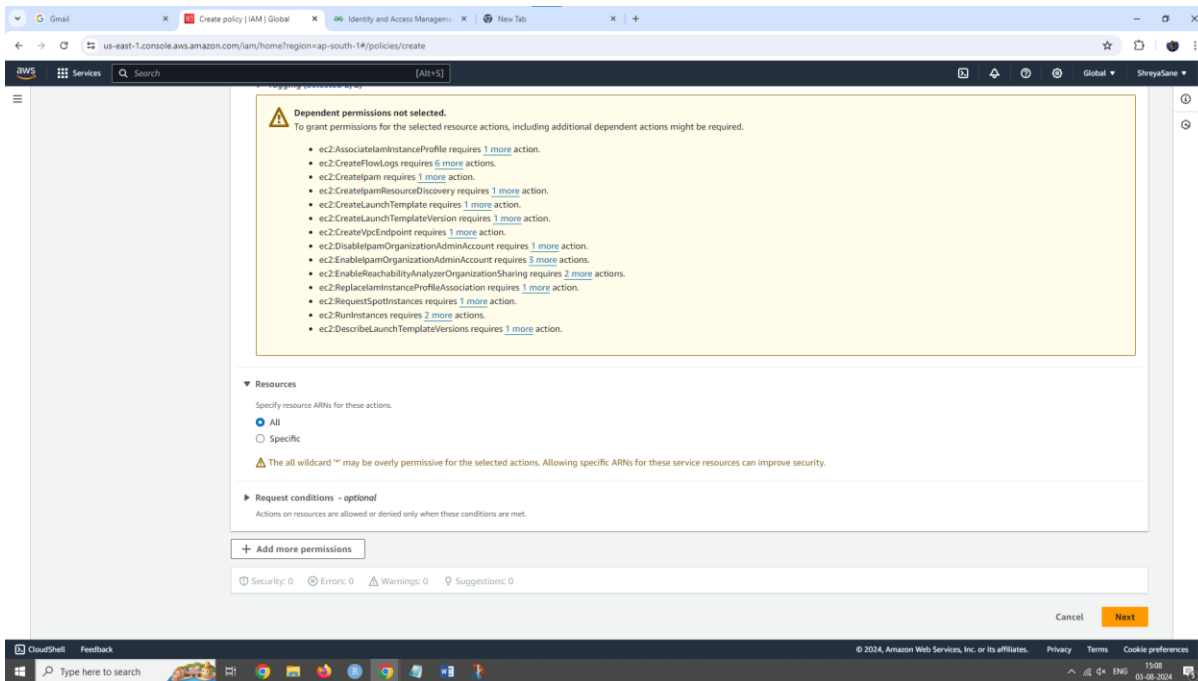 Gmail
Create policy | IAM | Global
Identity and Access Managem
New Tab
us-east-1.console.aws.amazon.com/iam/home?region=ap-south-1#/policies/create
aws
Services
Search
[Alt+S]
Global
ShreyaSane
Dependent permissions not selected.
To grant permissions for the selected resource actions, including additional dependent actions might be required.
• ec2:AssociateIamInstanceProfile requires 1 more action.
• ec2:CreateFlowLogs requires 6 more actions.
• ec2:CreateIpam requires 1 more action.
• ec2:CreateIpamResourceDiscovery requires 1 more action.
• ec2:CreateLaunchTemplate requires 1 more action.
• ec2:CreateLaunchTemplateVersion requires 1 more action.
• ec2:CreateVpcEndpoint requires 1 more action.
• ec2:DisableIpamOrganizationAdminAccount requires 1 more action.
• ec2:EnableIpamOrganizationAdminAccount requires 3 more actions.
• ec2:EnableReachabilityAnalyzerOrganizationSharing requires 2 more actions.
• ec2:ReplaceIamInstanceProfileAssociation requires 1 more action.
• ec2:RequestSpotInstances requires 1 more action.
• ec2:RunInstances requires 2 more actions.
• ec2:DescribeLaunchTemplateVersions requires 1 more action.
Resources
Specify resource ARNs for these actions.
All
Specific
The all wildcard '*' may be overly permissive for the selected actions. Allowing specific ARNs for these service resources can improve security.
Request conditions - optional
Actions on resources are allowed or denied only when these conditions are met.
+ Add more permissions
Security: 0
Errors: 0
Warnings: 0
Suggestions: 0
Cancel
Next
CloudShell
Feedback
© 2024, Amazon Web Services, Inc. or its affiliates.
Privacy
Terms
Cookie preferences
Type here to search
ENG
15:08
03-08-2024